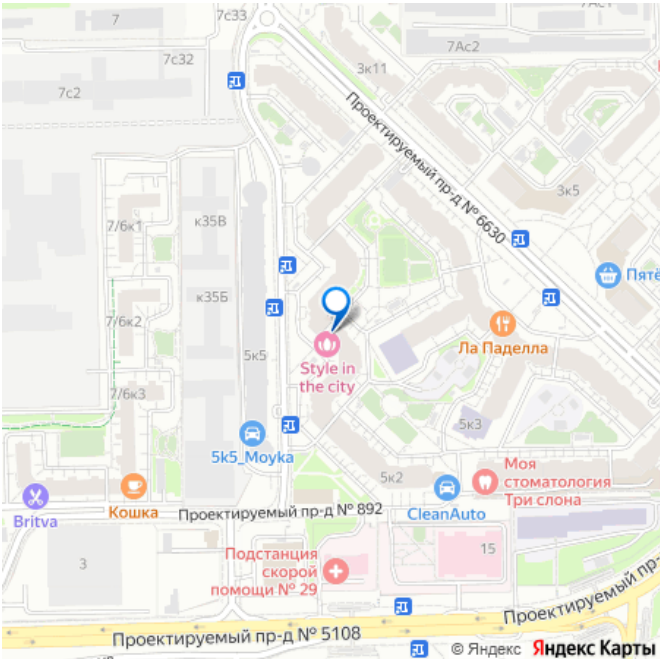 7с33
7
7с32
7с2
3к11
7Ас2
7Ас1
Проектируемый пр-д № 6630
3к5
7/6к1
к35В
к35Б
7/6к2
5к5
7/6к3
Style in
the city
Ла Паделла
Пятё
5к3
5k5_Moyka
5к2
Britva
Кошка
Проектируемый пр-д № 892
CleanAuto
Моя
стоматология
Три слона
3
Подстанция
скорой
помощи № 29
15
Проектируемый пр-д № 5108
Проектируемый пр-
© Яндекс Яндекс Карты